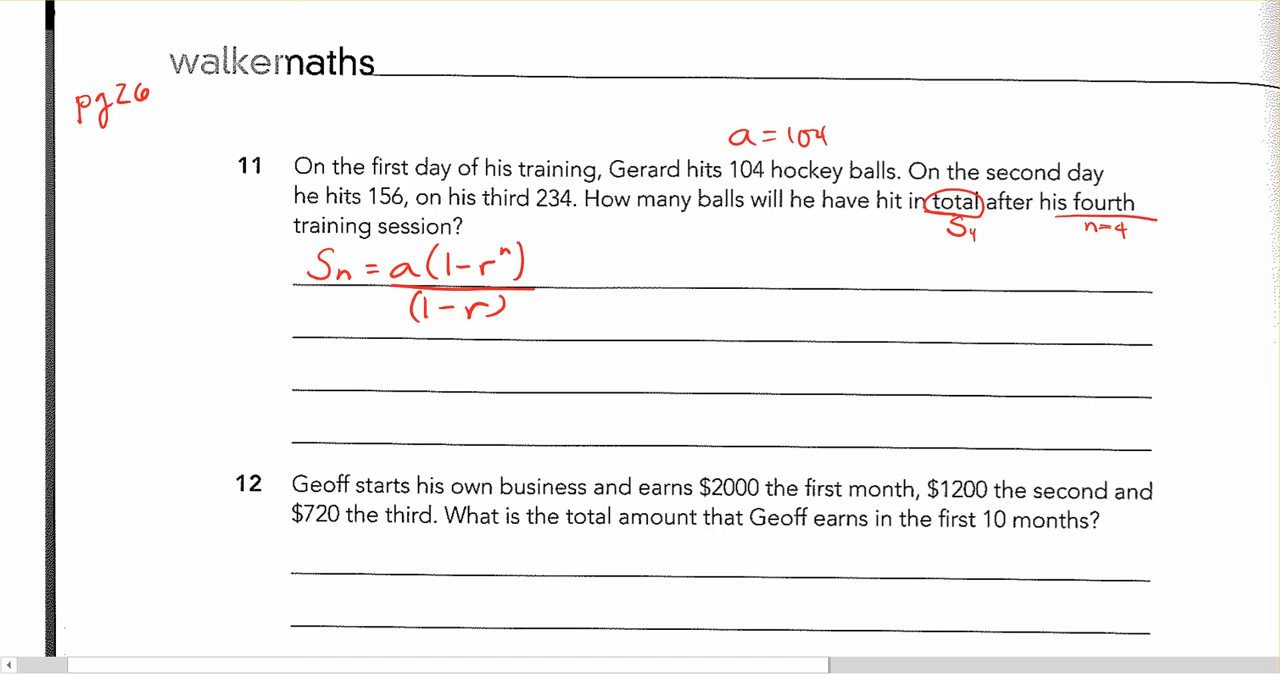 walkernaths
pg 26
a = 104
11 On the first day of his training, Gerard hits 104 hockey balls. On the second day
he hits 156, on his third 234. How many balls will he have hit in total after his fourth
training session?
S₄ n=4
Sₙ = a(1-rⁿ)
(1-r)
12 Geoff starts his own business and earns $2000 the first month, $1200 the second and
$720 the third. What is the total amount that Geoff earns in the first 10 months?